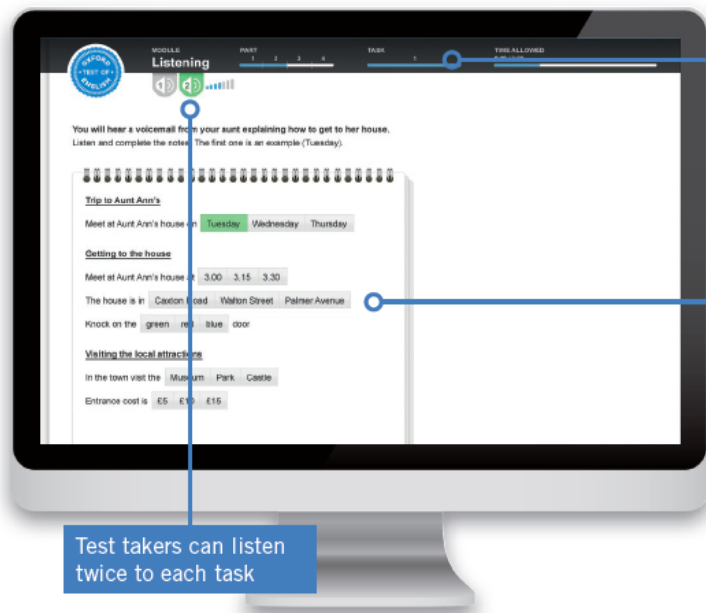 MODULE
Listening
PART
1 2 3 4
TASK
1
TIME ALLOWED
OXFORD
TEST OF
ENGLISH
1 2
You will hear a voicemail from your aunt explaining how to get to her house.
Listen and complete the notes. The first one is an example (Tuesday).
Trip to Aunt Ann's
Meet at Aunt Ann's house on Tuesday Wednesday Thursday
Getting to the house
Meet at Aunt Ann's house at 3.00 3.15 3.30
The house is in Caxton Road Walton Street Palmer Avenue
Knock on the green red blue door
Visiting the local attractions
In the town visit the Museum Park Castle
Entrance cost is £5 £10 £15
Test takers can listen
twice to each task